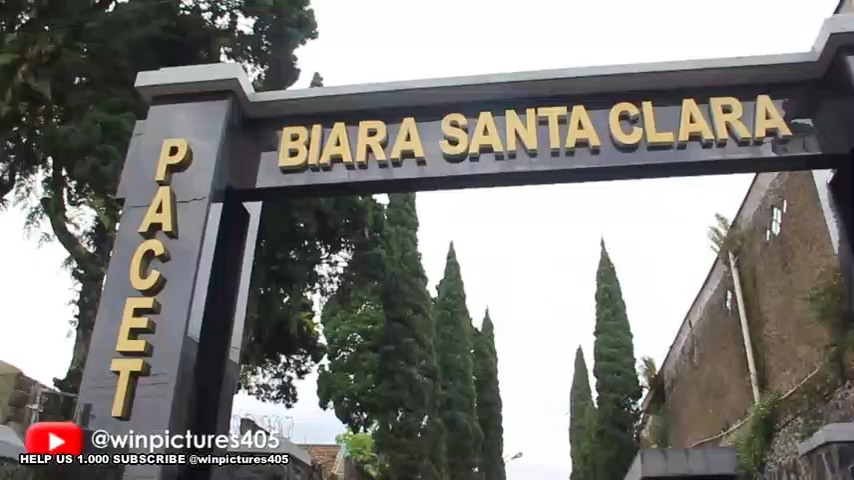 BIARA SANTA CLARA
PACET
@winpictures405
HELP US 1.000 SUBSCRIBE @winpictures405